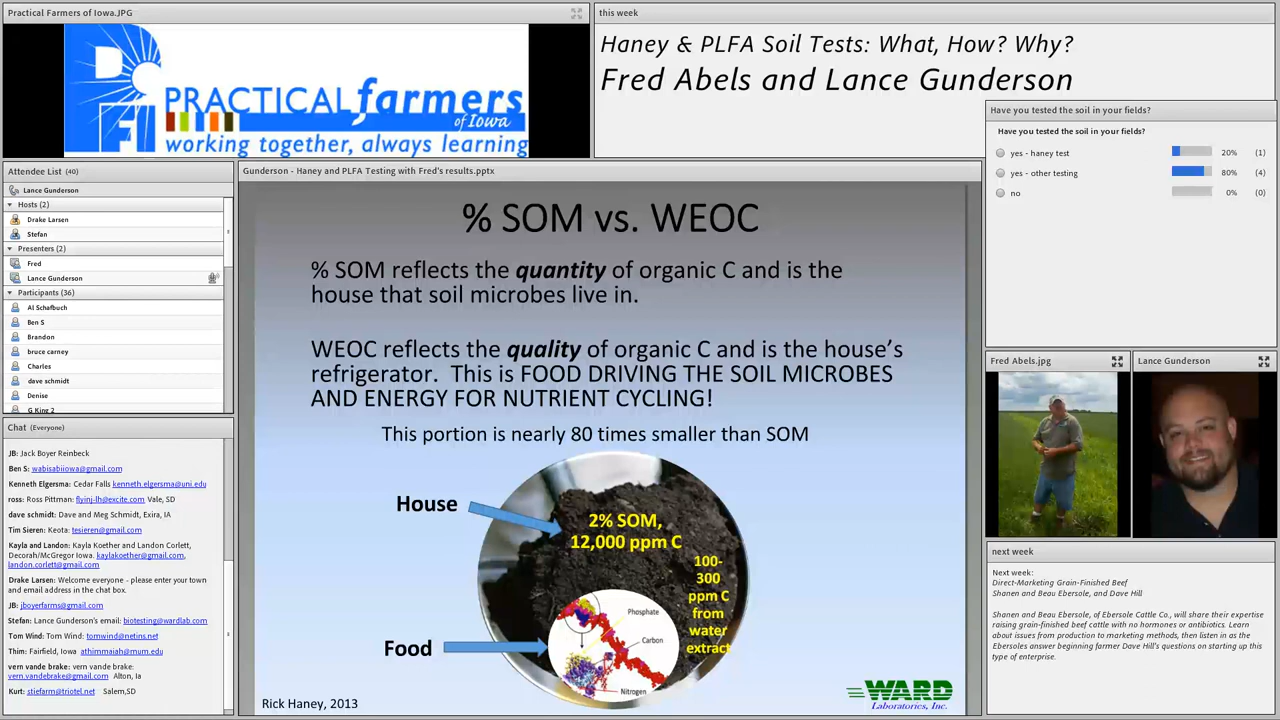 Practical Farmers of Iowa.JPG
PRACTICAL farmers
of Iowa
PFI
working together, always learning
this week
Haney & PLFA Soil Tests: What, How? Why?
Fred Abels and Lance Gunderson
Have you tested the soil in your fields?
Have you tested the soil in your fields?
yes - haney test 20% (1)
yes - other testing 80% (4)
no 0% (0)
Attendee List (40)
Lance Gunderson
Hosts (2)
Drake Larsen
Stefan
Presenters (2)
Fred
Lance Gunderson
Participants (36)
Al Schafbuch
Ben S
Brandon
bruce carney
Charles
dave schmidt
Denise
G King 2
Chat (Everyone)
JB: Jack Boyer Reinbeck
Ben S: wabisabiiowa@gmail.com
Kenneth Elgersma: Cedar Falls kenneth.elgersma@uni.edu
ross: Ross Pittman: flyinj-lh@excite.com Vale, SD
dave schmidt: Dave and Meg Schmidt, Exira, IA
Tim Sieren: Keota: tesieren@gmail.com
Kayla and Landon: Kayla Koether and Landon Corlett,
Decorah/McGregor Iowa. kaylakoether@gmail.com,
landon.corlett@gmail.com
Drake Larsen: Welcome everyone - please enter your town
and email address in the chat box.
JB: jboyerfarms@gmail.com
Stefan: Lance Gunderson's email: biotesting@wardlab.com
Tom Wind: Tom Wind: tomwind@netins.net
Thim: Fairfield, Iowa athimmaiah@mum.edu
vern vande brake: vern vande brake:
vern.vandebrake@gmail.com Alton, Ia
Kurt: stiefarm@triotel.net Salem,SD
Gunderson - Haney and PLFA Testing with Fred's results.pptx
% SOM vs. WEOC
% SOM reflects the quantity of organic C and is the
house that soil microbes live in.
WEOC reflects the quality of organic C and is the house's
refrigerator. This is FOOD DRIVING THE SOIL MICROBES
AND ENERGY FOR NUTRIENT CYCLING!
This portion is nearly 80 times smaller than SOM
House
2% SOM,
12,000 ppm C
100-
300
ppm C
from
water
extract
Phosphate
Carbon
Nitrogen
Food
Rick Haney, 2013
WARD
Laboratories, Inc.
Fred Abels.jpg
Lance Gunderson
next week
Next week:
Direct-Marketing Grain-Finished Beef
Shanen and Beau Ebersole, and Dave Hill
Shanen and Beau Ebersole, of Ebersole Cattle Co., will share their expertise
raising grain-finished beef cattle with no hormones or antibiotics. Learn
about issues from production to marketing methods, then listen in as the
Ebersoles answer beginning farmer Dave Hill's questions on starting up this
type of enterprise.